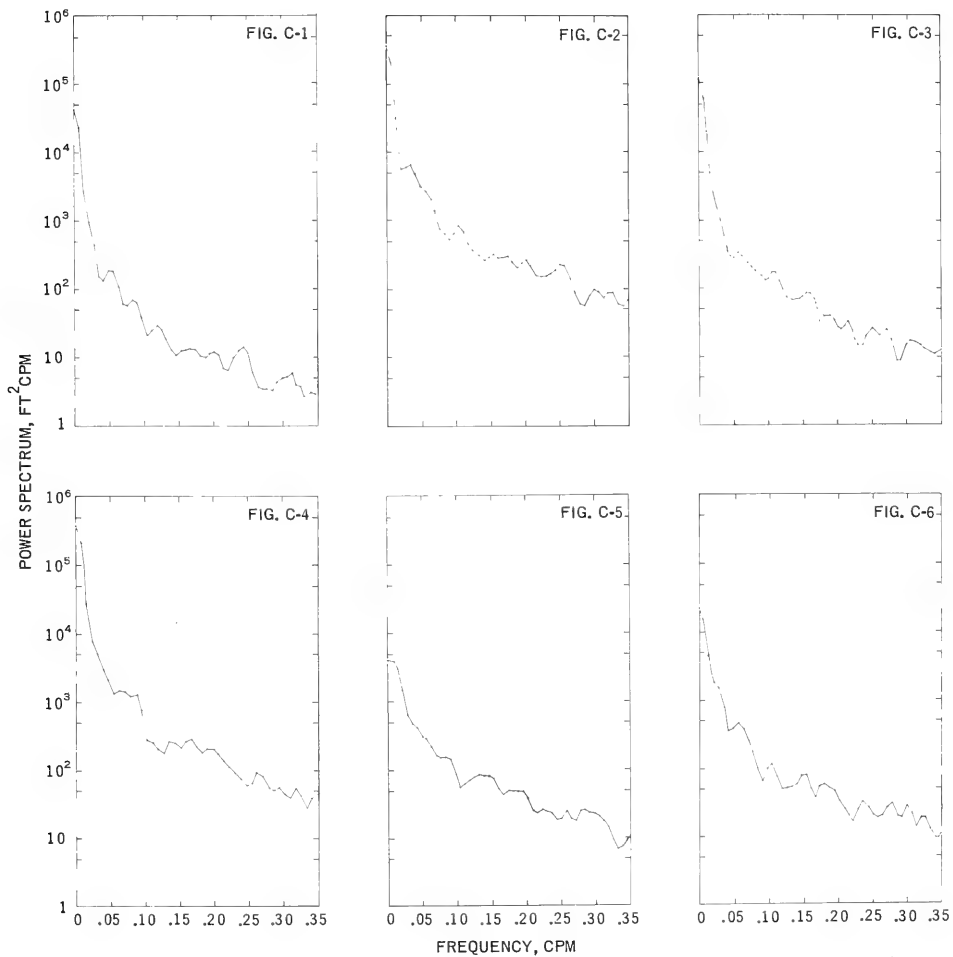 FIG. C-1
FIG. C-2
FIG. C-3
10^6
10^5
10^4
10^3
10^2
10
1
FIG. C-4
FIG. C-5
FIG. C-6
10^6
10^5
10^4
10^3
10^2
10
1
POWER SPECTRUM, FT^2CPM
0 .05 .10 .15 .20 .25 .30 .35
0 .05 .10 .15 .20 .25 .30 .35
0 .05 .10 .15 .20 .25 .30 .35
FREQUENCY, CPM